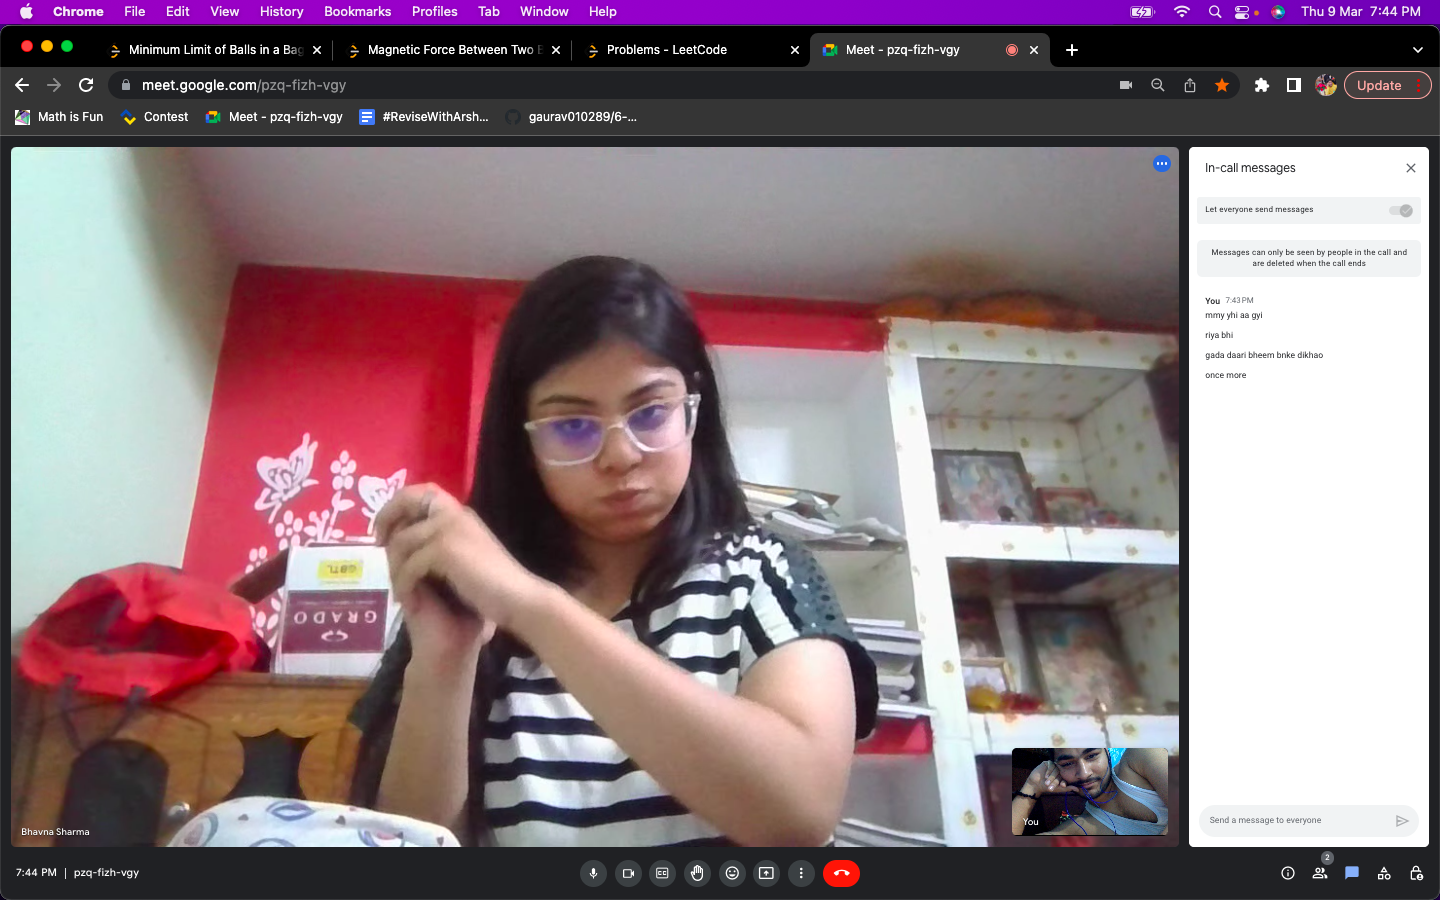 Chrome File Edit View History Bookmarks Profiles Tab Window Help Thu 9 Mar 7:44 PM
Minimum Limit of Balls in a Bag Magnetic Force Between Two B Problems - LeetCode Meet - pzq-fizh-vgy
meet.google.com/pzq-fizh-vgy Update
Math is Fun Contest Meet - pzq-fizh-vgy #ReviseWithArsh... gaurav010289/6-...
In-call messages
Let everyone send messages
Messages can only be seen by people in the call and
are deleted when the call ends
You 7:43 PM
mmy yhi aa gyi
riya bhi
gada daari bheem bnke dikhao
once more
GBTL
GRADO
You
Bhavna Sharma
Send a message to everyone
7:44 PM | pzq-fizh-vgy
CC
2